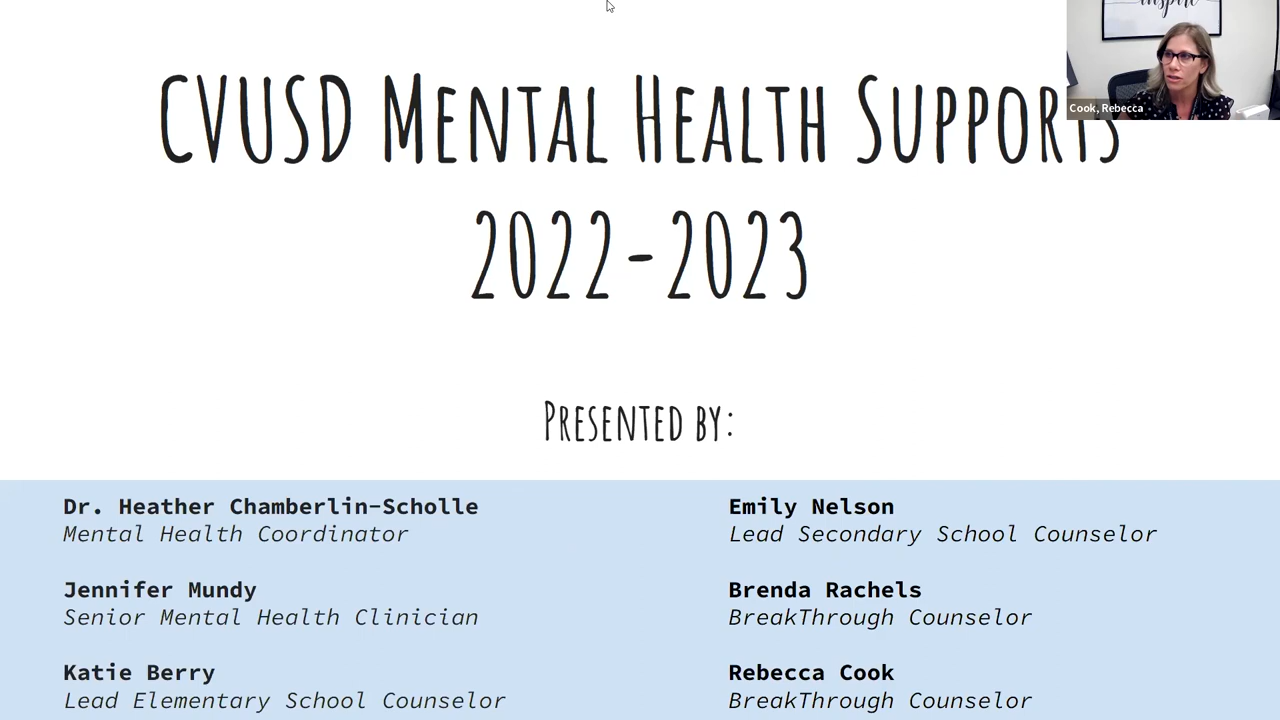 inspire
CVUSD Mental Health Supports
Cook, Rebecca
2022-2023
Presented by:
Dr. Heather Chamberlin-Scholle
Mental Health Coordinator
Jennifer Mundy
Senior Mental Health Clinician
Katie Berry
Lead Elementary School Counselor
Emily Nelson
Lead Secondary School Counselor
Brenda Rachels
BreakThrough Counselor
Rebecca Cook
BreakThrough Counselor